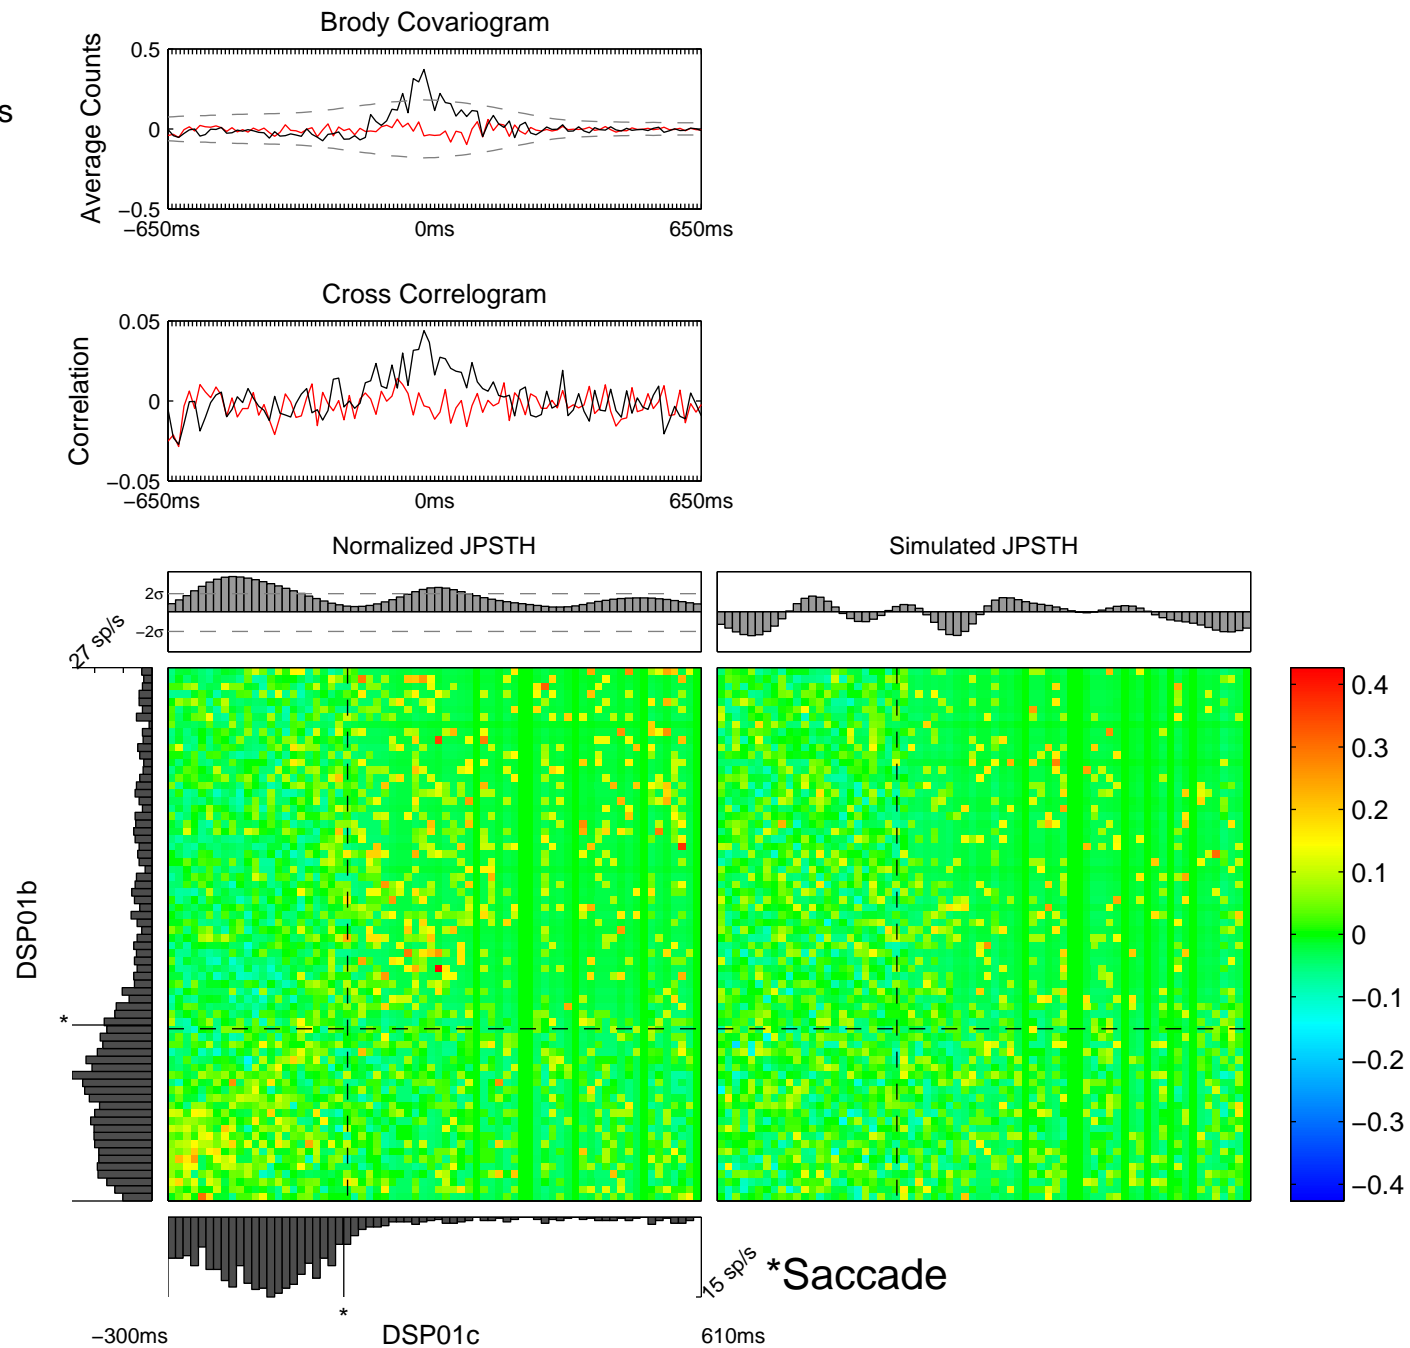 Brody Covariogram
s
Average Counts
0.5
0
−0.5
−650ms
0ms
650ms
Cross Correlogram
Correlation
0.05
0
−0.05
−650ms
0ms
650ms
Normalized JPSTH
Simulated JPSTH
2σ
−2σ
27 sp/s
DSP01b
*
0.4
0.3
0.2
0.1
0
−0.1
−0.2
−0.3
−0.4
15 sp/s
*Saccade
*
−300ms
DSP01c
610ms